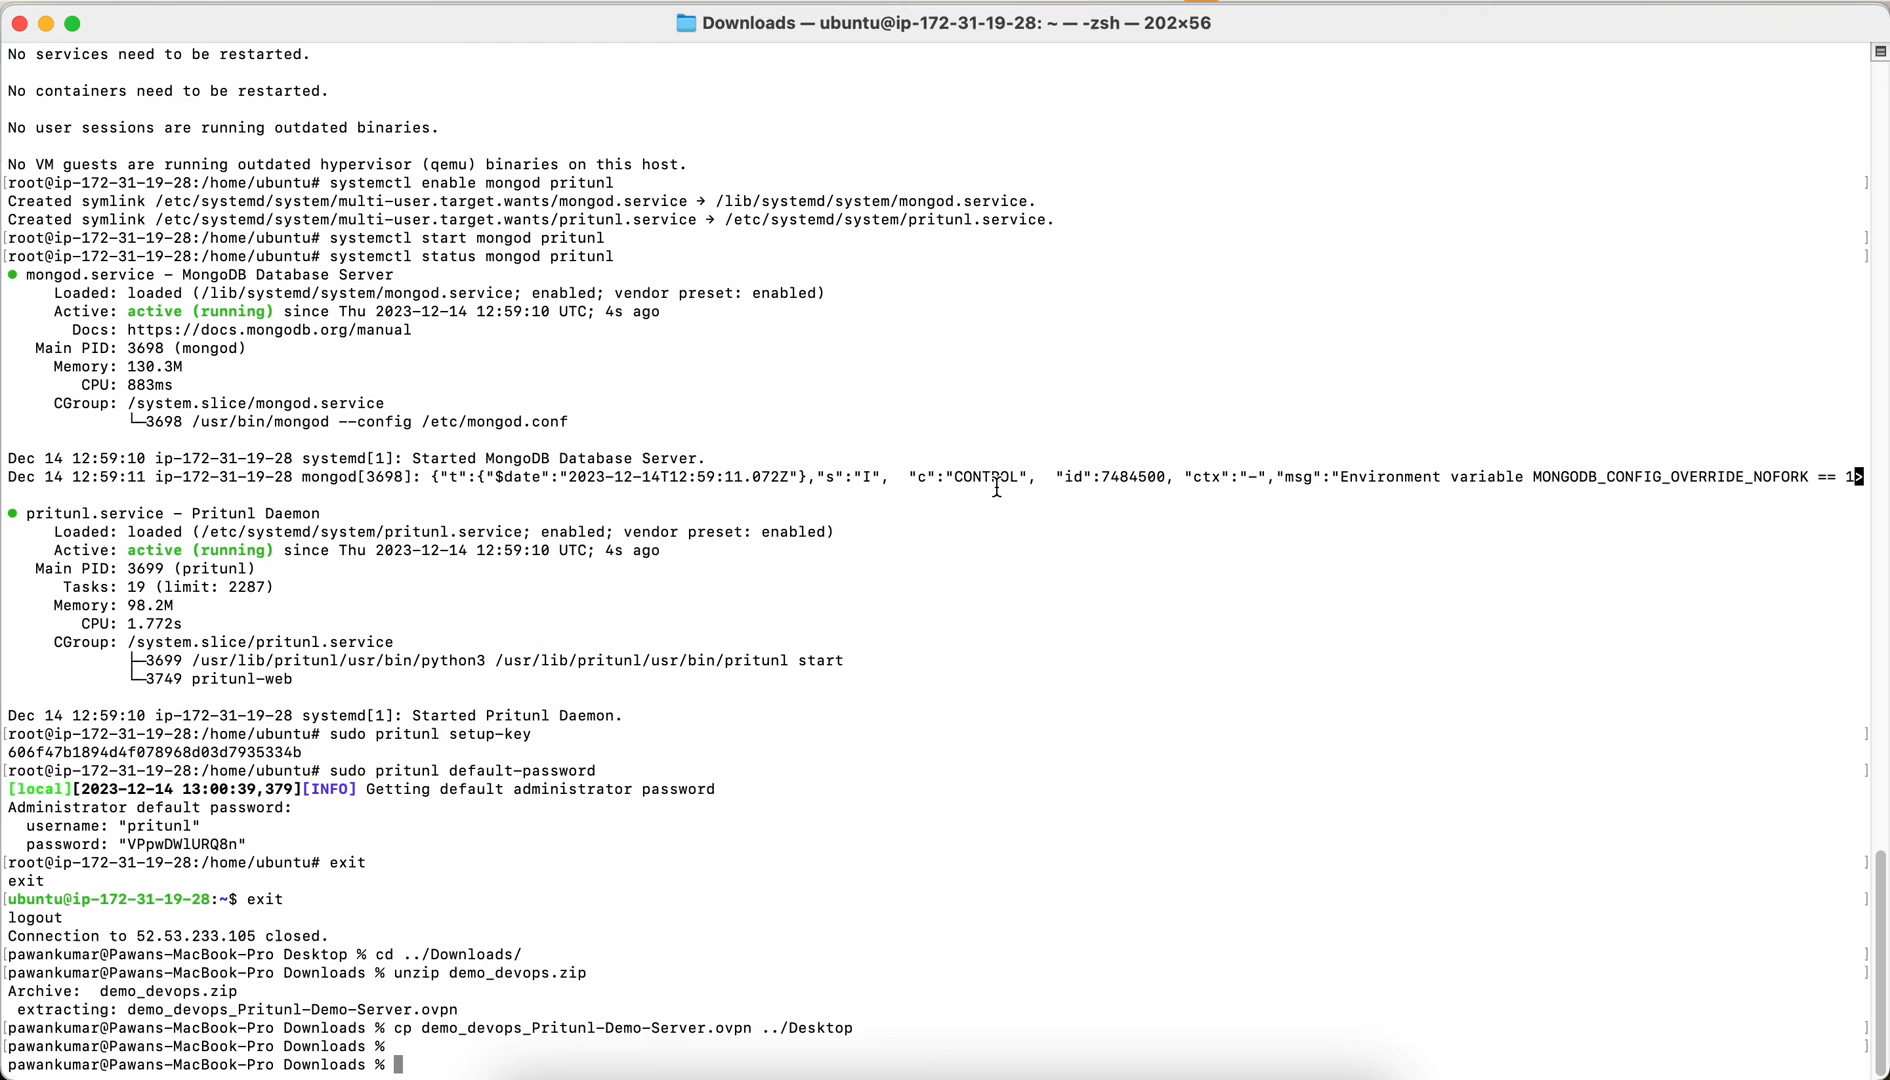 Downloads — ubuntu@ip-172-31-19-28: ~ — -zsh — 202×56
No services need to be restarted.
No containers need to be restarted.
No user sessions are running outdated binaries.
No VM guests are running outdated hypervisor (qemu) binaries on this host.
[root@ip-172-31-19-28:/home/ubuntu# systemctl enable mongod pritunl ]
Created symlink /etc/systemd/system/multi-user.target.wants/mongod.service → /lib/systemd/system/mongod.service.
Created symlink /etc/systemd/system/multi-user.target.wants/pritunl.service → /etc/systemd/system/pritunl.service.
[root@ip-172-31-19-28:/home/ubuntu# systemctl start mongod pritunl ]
[root@ip-172-31-19-28:/home/ubuntu# systemctl status mongod pritunl ]
● mongod.service – MongoDB Database Server
Loaded: loaded (/lib/systemd/system/mongod.service; enabled; vendor preset: enabled)
Active: active (running) since Thu 2023-12-14 12:59:10 UTC; 4s ago
Docs: https://docs.mongodb.org/manual
Main PID: 3698 (mongod)
Memory: 130.3M
CPU: 883ms
CGroup: /system.slice/mongod.service
└─3698 /usr/bin/mongod --config /etc/mongod.conf
Dec 14 12:59:10 ip-172-31-19-28 systemd[1]: Started MongoDB Database Server.
Dec 14 12:59:11 ip-172-31-19-28 mongod[3698]: {"t":{"$date":"2023-12-14T12:59:11.072Z"},"s":"I",  "c":"CONTROL",  "id":7484500, "ctx":"-","msg":"Environment variable MONGODB_CONFIG_OVERRIDE_NOFORK == 1>
● pritunl.service – Pritunl Daemon
Loaded: loaded (/etc/systemd/system/pritunl.service; enabled; vendor preset: enabled)
Active: active (running) since Thu 2023-12-14 12:59:10 UTC; 4s ago
Main PID: 3699 (pritunl)
Tasks: 19 (limit: 2287)
Memory: 98.2M
CPU: 1.772s
CGroup: /system.slice/pritunl.service
├─3699 /usr/lib/pritunl/usr/bin/python3 /usr/lib/pritunl/usr/bin/pritunl start
└─3749 pritunl-web
Dec 14 12:59:10 ip-172-31-19-28 systemd[1]: Started Pritunl Daemon.
[root@ip-172-31-19-28:/home/ubuntu# sudo pritunl setup-key ]
606f47b1894d4f078968d03d7935334b
[root@ip-172-31-19-28:/home/ubuntu# sudo pritunl default-password ]
[local][2023-12-14 13:00:39,379][INFO] Getting default administrator password
Administrator default password:
username: "pritunl"
password: "VPpwDWlURQ8n"
[root@ip-172-31-19-28:/home/ubuntu# exit ]
exit
[ubuntu@ip-172-31-19-28:~$ exit ]
logout
Connection to 52.53.233.105 closed.
[pawankumar@Pawans-MacBook-Pro Desktop % cd ../Downloads/ ]
[pawankumar@Pawans-MacBook-Pro Downloads % unzip demo_devops.zip ]
Archive:  demo_devops.zip
extracting: demo_devops_Pritunl-Demo-Server.ovpn
[pawankumar@Pawans-MacBook-Pro Downloads % cp demo_devops_Pritunl-Demo-Server.ovpn ../Desktop ]
[pawankumar@Pawans-MacBook-Pro Downloads % ]
pawankumar@Pawans-MacBook-Pro Downloads %